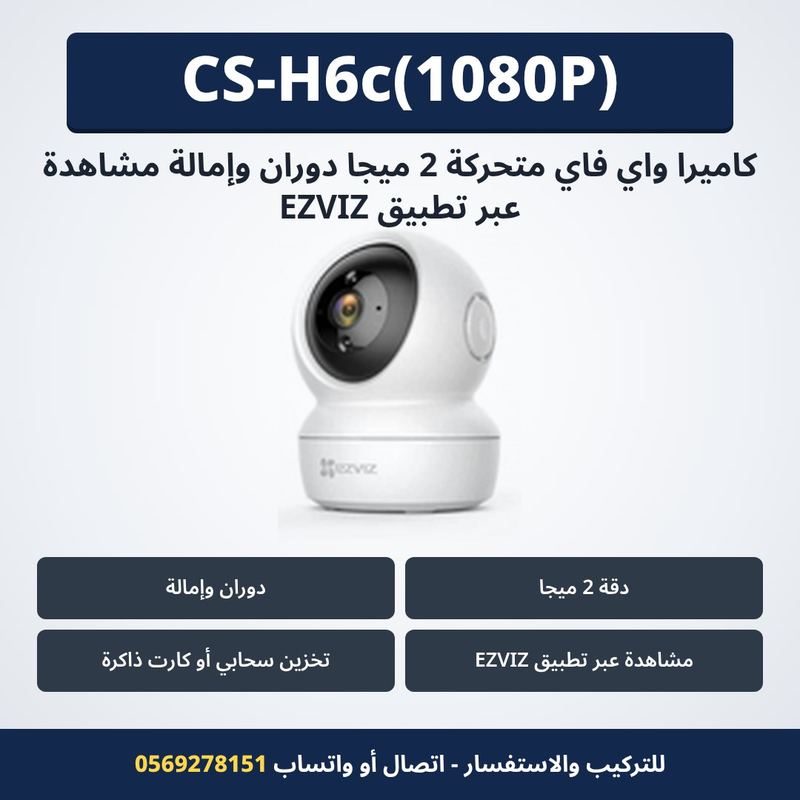 CS-H6c(1080P)
كاميرا واي فاي متحركة 2 ميجا دوران وإمالة مشاهدة
عبر تطبيق EZVIZ
ezviz
دقة 2 ميجا
دوران وإمالة
مشاهدة عبر تطبيق EZVIZ
تخزين سحابي أو كارت ذاكرة
للتركيب والاستفسار - اتصال أو واتساب 0569278151